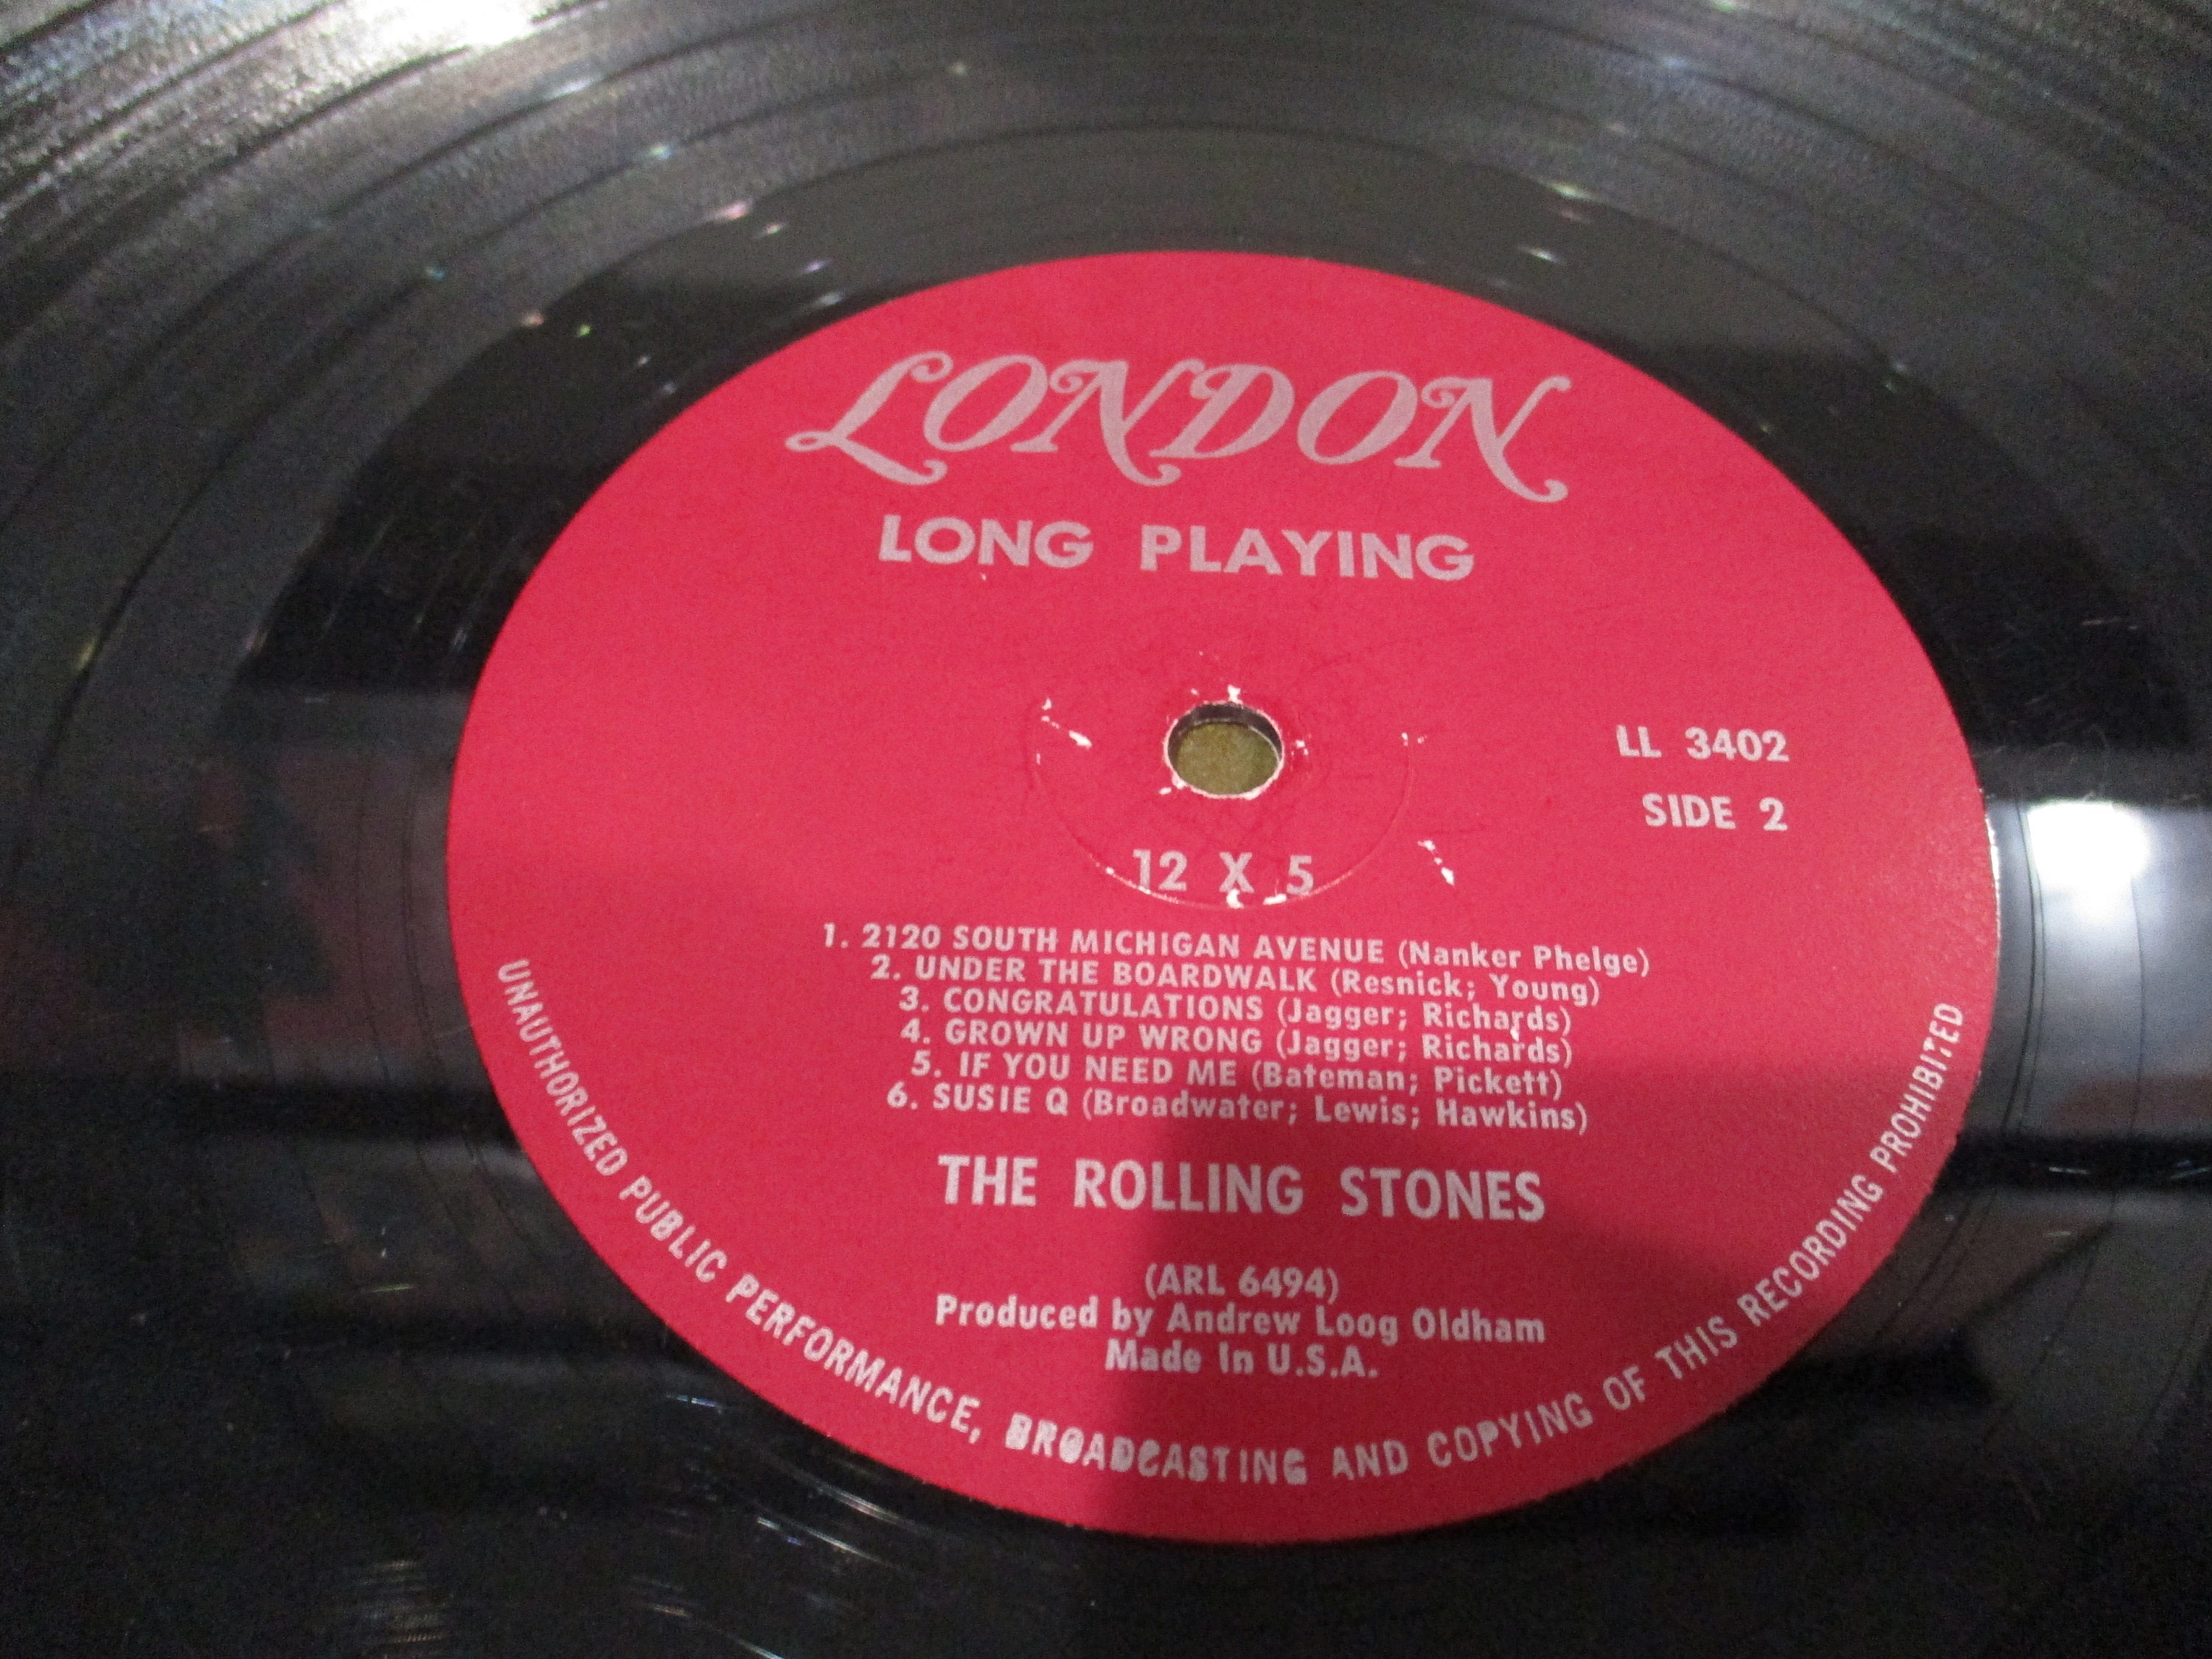 LONDON
LONG PLAYING
LL 3402
SIDE 2
12 X 5
1. 2120 SOUTH MICHIGAN AVENUE (Nanker Phelge)
2. UNDER THE BOARDWALK (Resnick; Young)
3. CONGRATULATIONS (Jagger; Richards)
4. GROWN UP WRONG (Jagger; Richards)
5. IF YOU NEED ME (Bateman; Pickett)
6. SUSIE Q (Broadwater; Lewis; Hawkins)
THE ROLLING STONES
(ARL 6494)
Produced by Andrew Loog Oldham
Made In U.S.A.
UNAUTHORIZED PUBLIC PERFORMANCE, BROADCASTING AND COPYING OF THIS RECORDING PROHIBITED